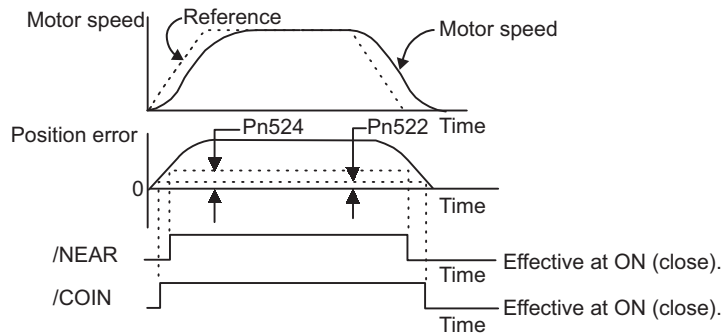 Motor speed
Reference
Motor speed
Time
Position error
Pn524
Pn522
0
Time
/NEAR
Effective at ON (close).
Time
/COIN
Effective at ON (close).
Time